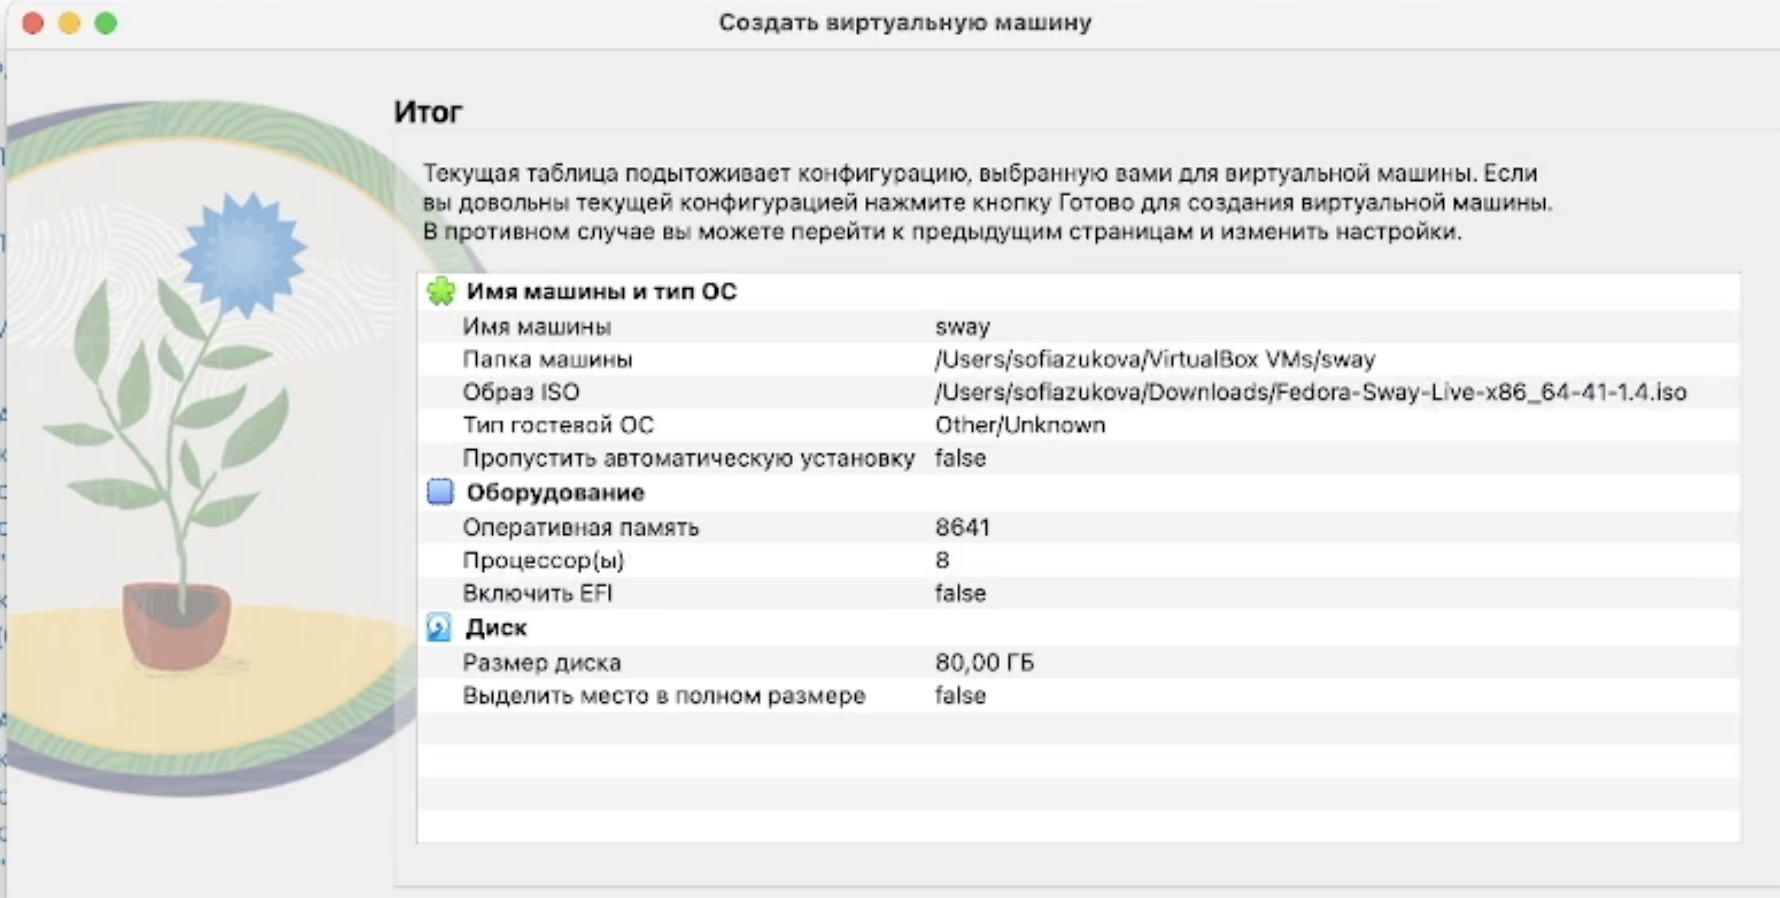 Создать виртуальную машину
Итог
Текущая таблица подытоживает конфигурацию, выбранную вами для виртуальной машины. Если
вы довольны текущей конфигурацией нажмите кнопку Готово для создания виртуальной машины.
В противном случае вы можете перейти к предыдущим страницам и изменить настройки.
Имя машины и тип ОС
Имя машины sway
Папка машины /Users/sofiazukova/VirtualBox VMs/sway
Образ ISO /Users/sofiazukova/Downloads/Fedora-Sway-Live-x86_64-41-1.4.iso
Тип гостевой ОС Other/Unknown
Пропустить автоматическую установку false
Оборудование
Оперативная память 8641
Процессор(ы) 8
Включить EFI false
Диск
Размер диска 80,00 ГБ
Выделить место в полном размере false